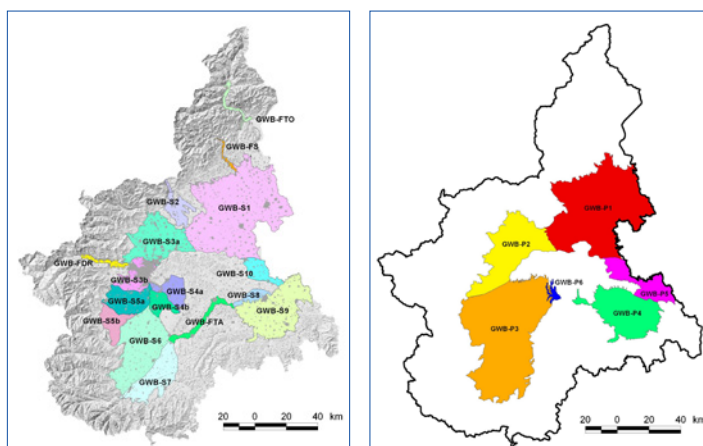 GWB-FTO
GWB-FS
GWB-S2
GWB-S1
GWB-S3a
GWB-FDR
GWB-S3b
GWB-S10
GWB-S4a
GWB-S8
GWB-S5a
GWB-S4b
GWB-S9
GWB-S5b
GWB-FTA
GWB-S6
GWB-S7
20 0 20 40 km
GWB-P1
GWB-P2
GWB-P6
GWB-P5
GWB-P4
GWB-P3
20 0 20 40 km